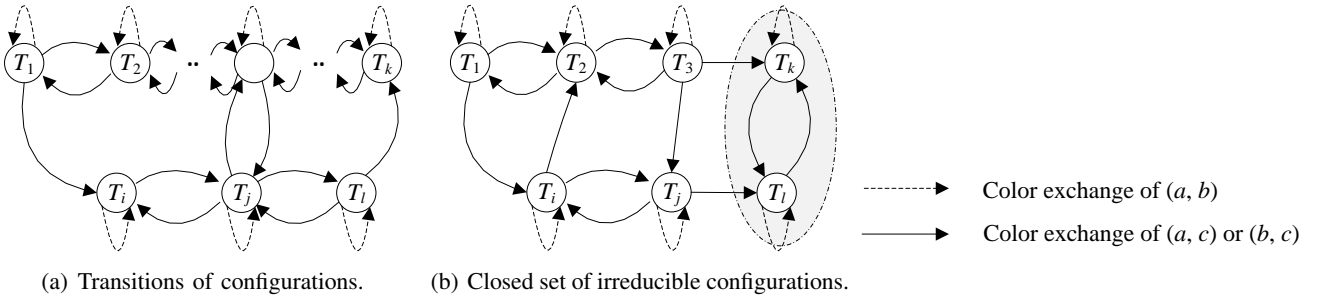 T1 T2 .. .. Tk
Ti Tj Tl
(a) Transitions of configurations.
T1 T2 T3 Tk
Ti Tj Tl
(b) Closed set of irreducible configurations.
Color exchange of (a, b)
Color exchange of (a, c) or (b, c)